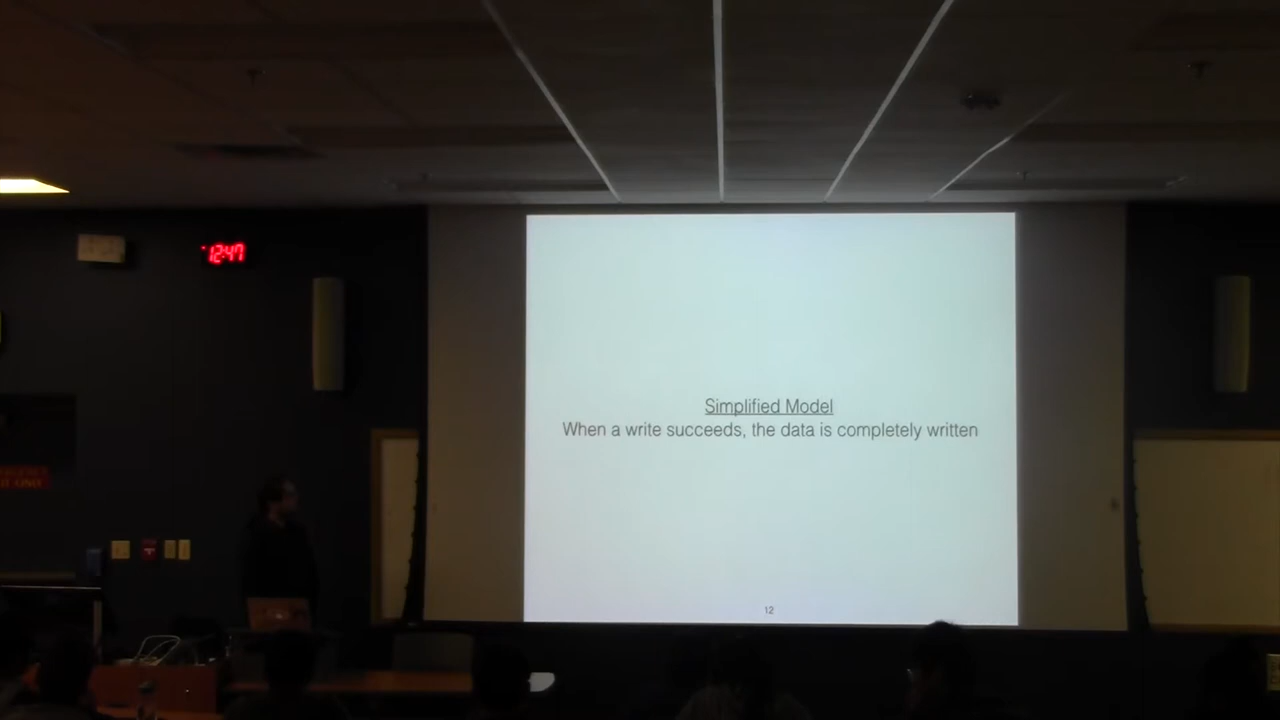 12:47
Simplified Model
When a write succeeds, the data is completely written
12